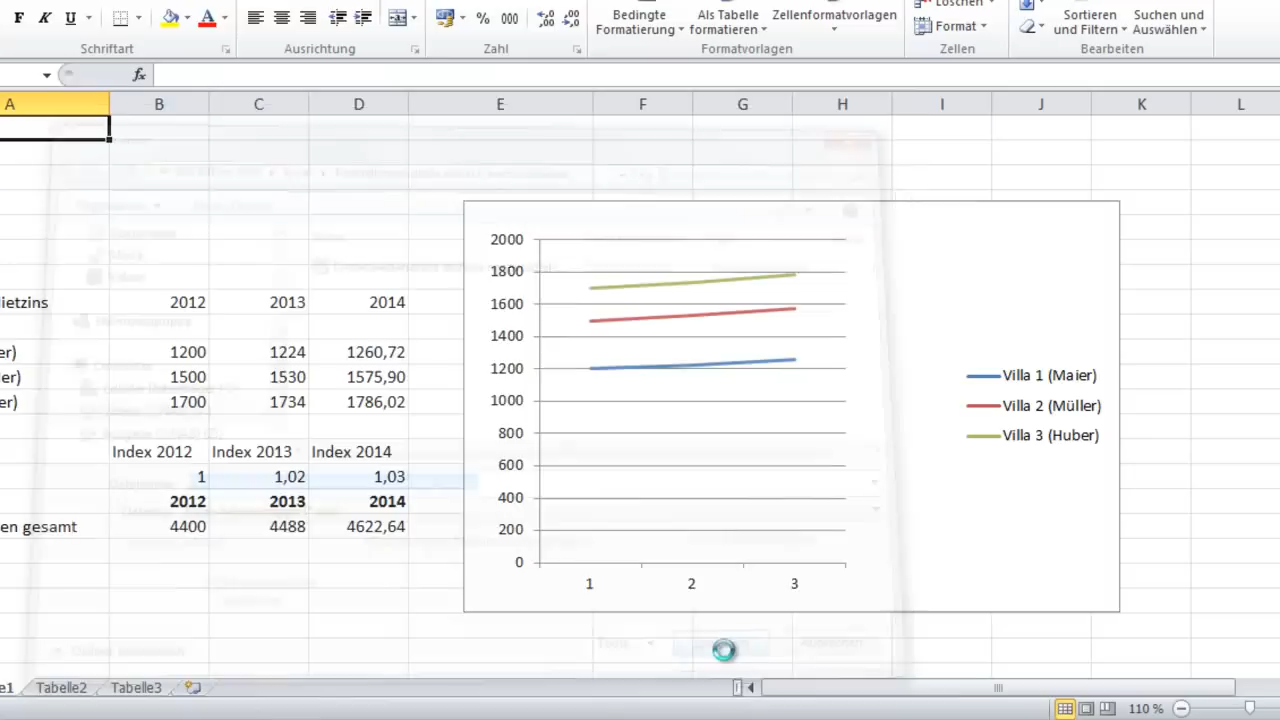 F K U % 000
Bedingte Formatierung
Als Tabelle formatieren
Zellenformatvorlagen
Löschen
Format
Sortieren und Filtern
Suchen und Auswählen
Schriftart Ausrichtung Zahl Formatvorlagen Zellen Bearbeiten
fx
A B C D E F G H I J K L
ietzins 2012 2013 2014
er) 1200 1224 1260,72
ler) 1500 1530 1575,90
er) 1700 1734 1786,02
Index 2012 Index 2013 Index 2014
1 1,02 1,03
2012 2013 2014
en gesamt 4400 4488 4622,64
2000
1800
1600
1400
1200
1000
800
600
400
200
0
1 2 3
Villa 1 (Maier)
Villa 2 (Müller)
Villa 3 (Huber)
Tools
e1 Tabelle2 Tabelle3
110 %